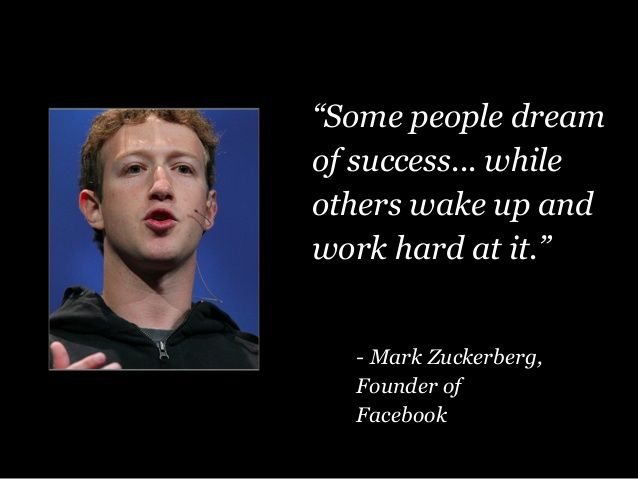 “Some people dream
of success... while
others wake up and
work hard at it.”
- Mark Zuckerberg,
Founder of
Facebook